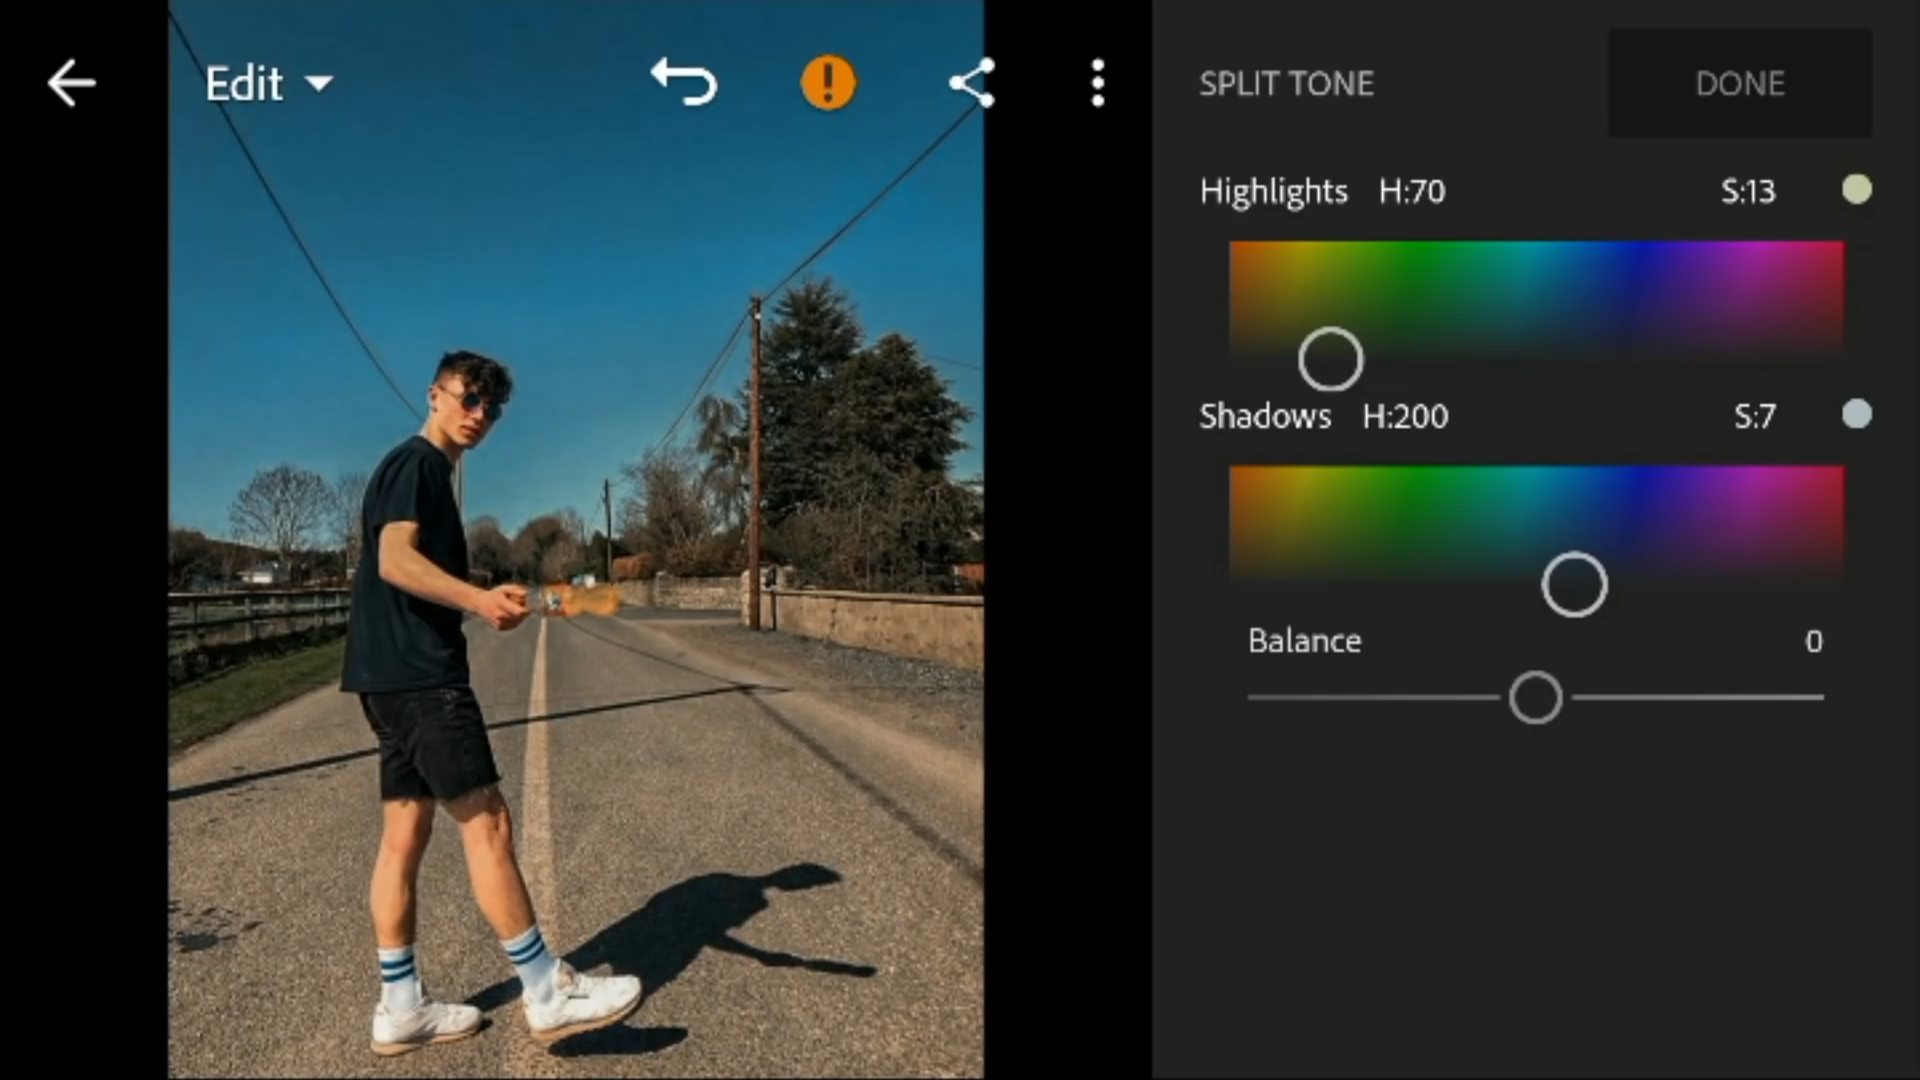 Edit
SPLIT TONE
DONE
Highlights H:70 S:13
Shadows H:200 S:7
Balance 0